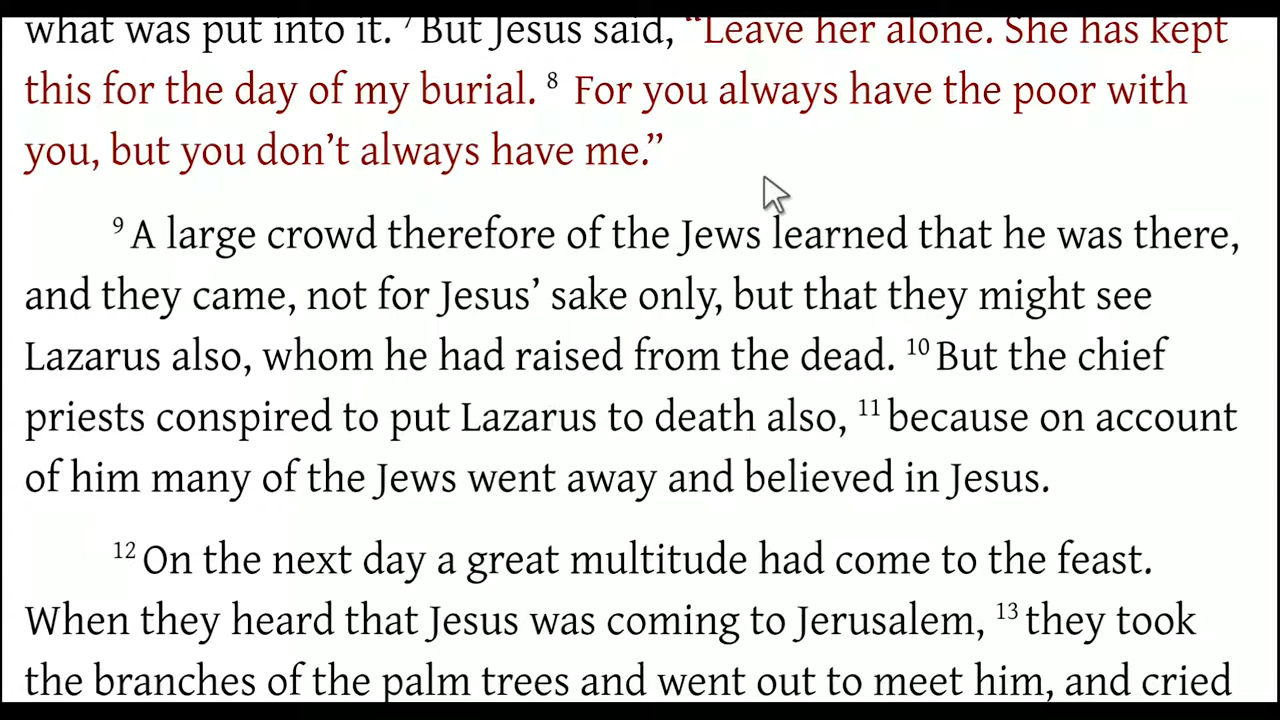 what was put into it. 7 But Jesus said, “Leave her alone. She has kept
this for the day of my burial. 8 For you always have the poor with
you, but you don’t always have me.”
9 A large crowd therefore of the Jews learned that he was there,
and they came, not for Jesus’ sake only, but that they might see
Lazarus also, whom he had raised from the dead. 10 But the chief
priests conspired to put Lazarus to death also, 11 because on account
of him many of the Jews went away and believed in Jesus.
12 On the next day a great multitude had come to the feast.
When they heard that Jesus was coming to Jerusalem, 13 they took
the branches of the palm trees and went out to meet him, and cried